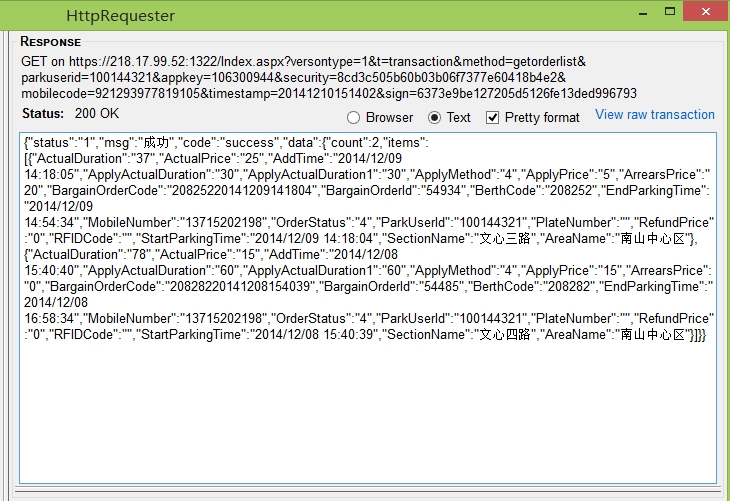 HttpRequester
RESPONSE
GET on https://218.17.99.52:1322/Index.aspx?versontype=1&t=transaction&method=getorderlist&
parkuserid=100144321&appkey=106300944&security=8cd3c505b60b03b06f7377e60418b4e2&
mobilecode=921293977819105&timestamp=20141210151402&sign=6373e9be127205d5126fe13ded996793
Status: 200 OK Browser Text Pretty format View raw transaction
{"status":"1","msg":"成功","code":"success","data":{"count":2,"items":
[{"ActualDuration":"37","ActualPrice":"25","AddTime":"2014/12/09
14:18:05","ApplyActualDuration":"30","ApplyActualDuration1":"30","ApplyMethod":"4","ApplyPrice":"5","ArrearsPrice":
"20","BargainOrderCode":"20825220141209141804","BargainOrderId":"54934","BerthCode":"208252","EndParkingTime":
"2014/12/09
14:54:34","MobileNumber":"13715202198","OrderStatus":"4","ParkUserId":"100144321","PlateNumber":"","RefundPrice"
:"0","RFIDCode":"","StartParkingTime":"2014/12/09 14:18:04","SectionName":"文心三路","AreaName":"南山中心区"},
{"ActualDuration":"78","ActualPrice":"15","AddTime":"2014/12/08
15:40:40","ApplyActualDuration":"60","ApplyActualDuration1":"60","ApplyMethod":"4","ApplyPrice":"15","ArrearsPrice":
"0","BargainOrderCode":"20828220141208154039","BargainOrderId":"54485","BerthCode":"208282","EndParkingTime":"
2014/12/08
16:58:34","MobileNumber":"13715202198","OrderStatus":"4","ParkUserId":"100144321","PlateNumber":"","RefundPrice"
:"0","RFIDCode":"","StartParkingTime":"2014/12/08 15:40:39","SectionName":"文心四路","AreaName":"南山中心区"}]}}